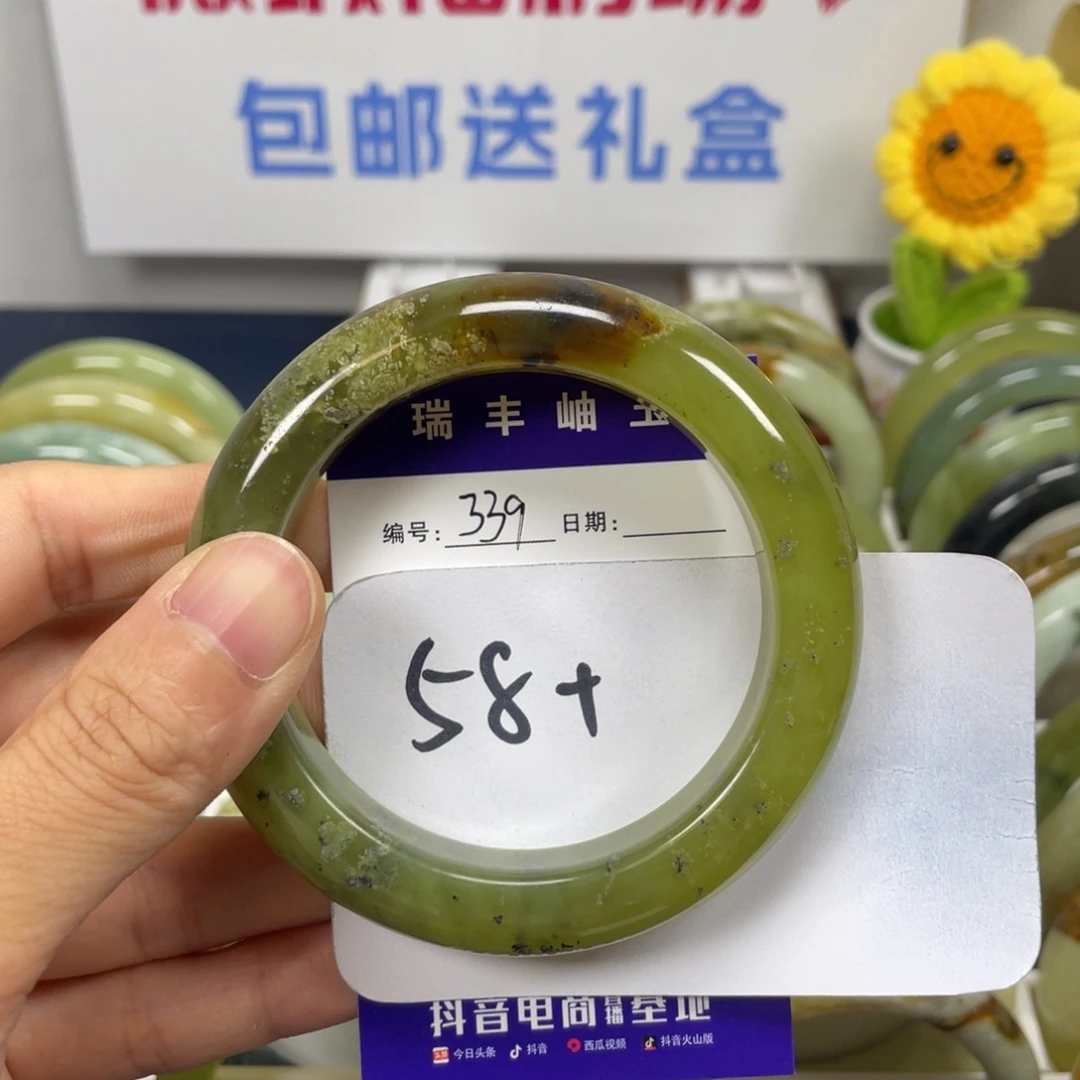 包邮送礼盒
瑞丰岫玉
编号: 339 日期:
58+
抖音电商直播基地
今日头条 抖音 西瓜视频 抖音火山版